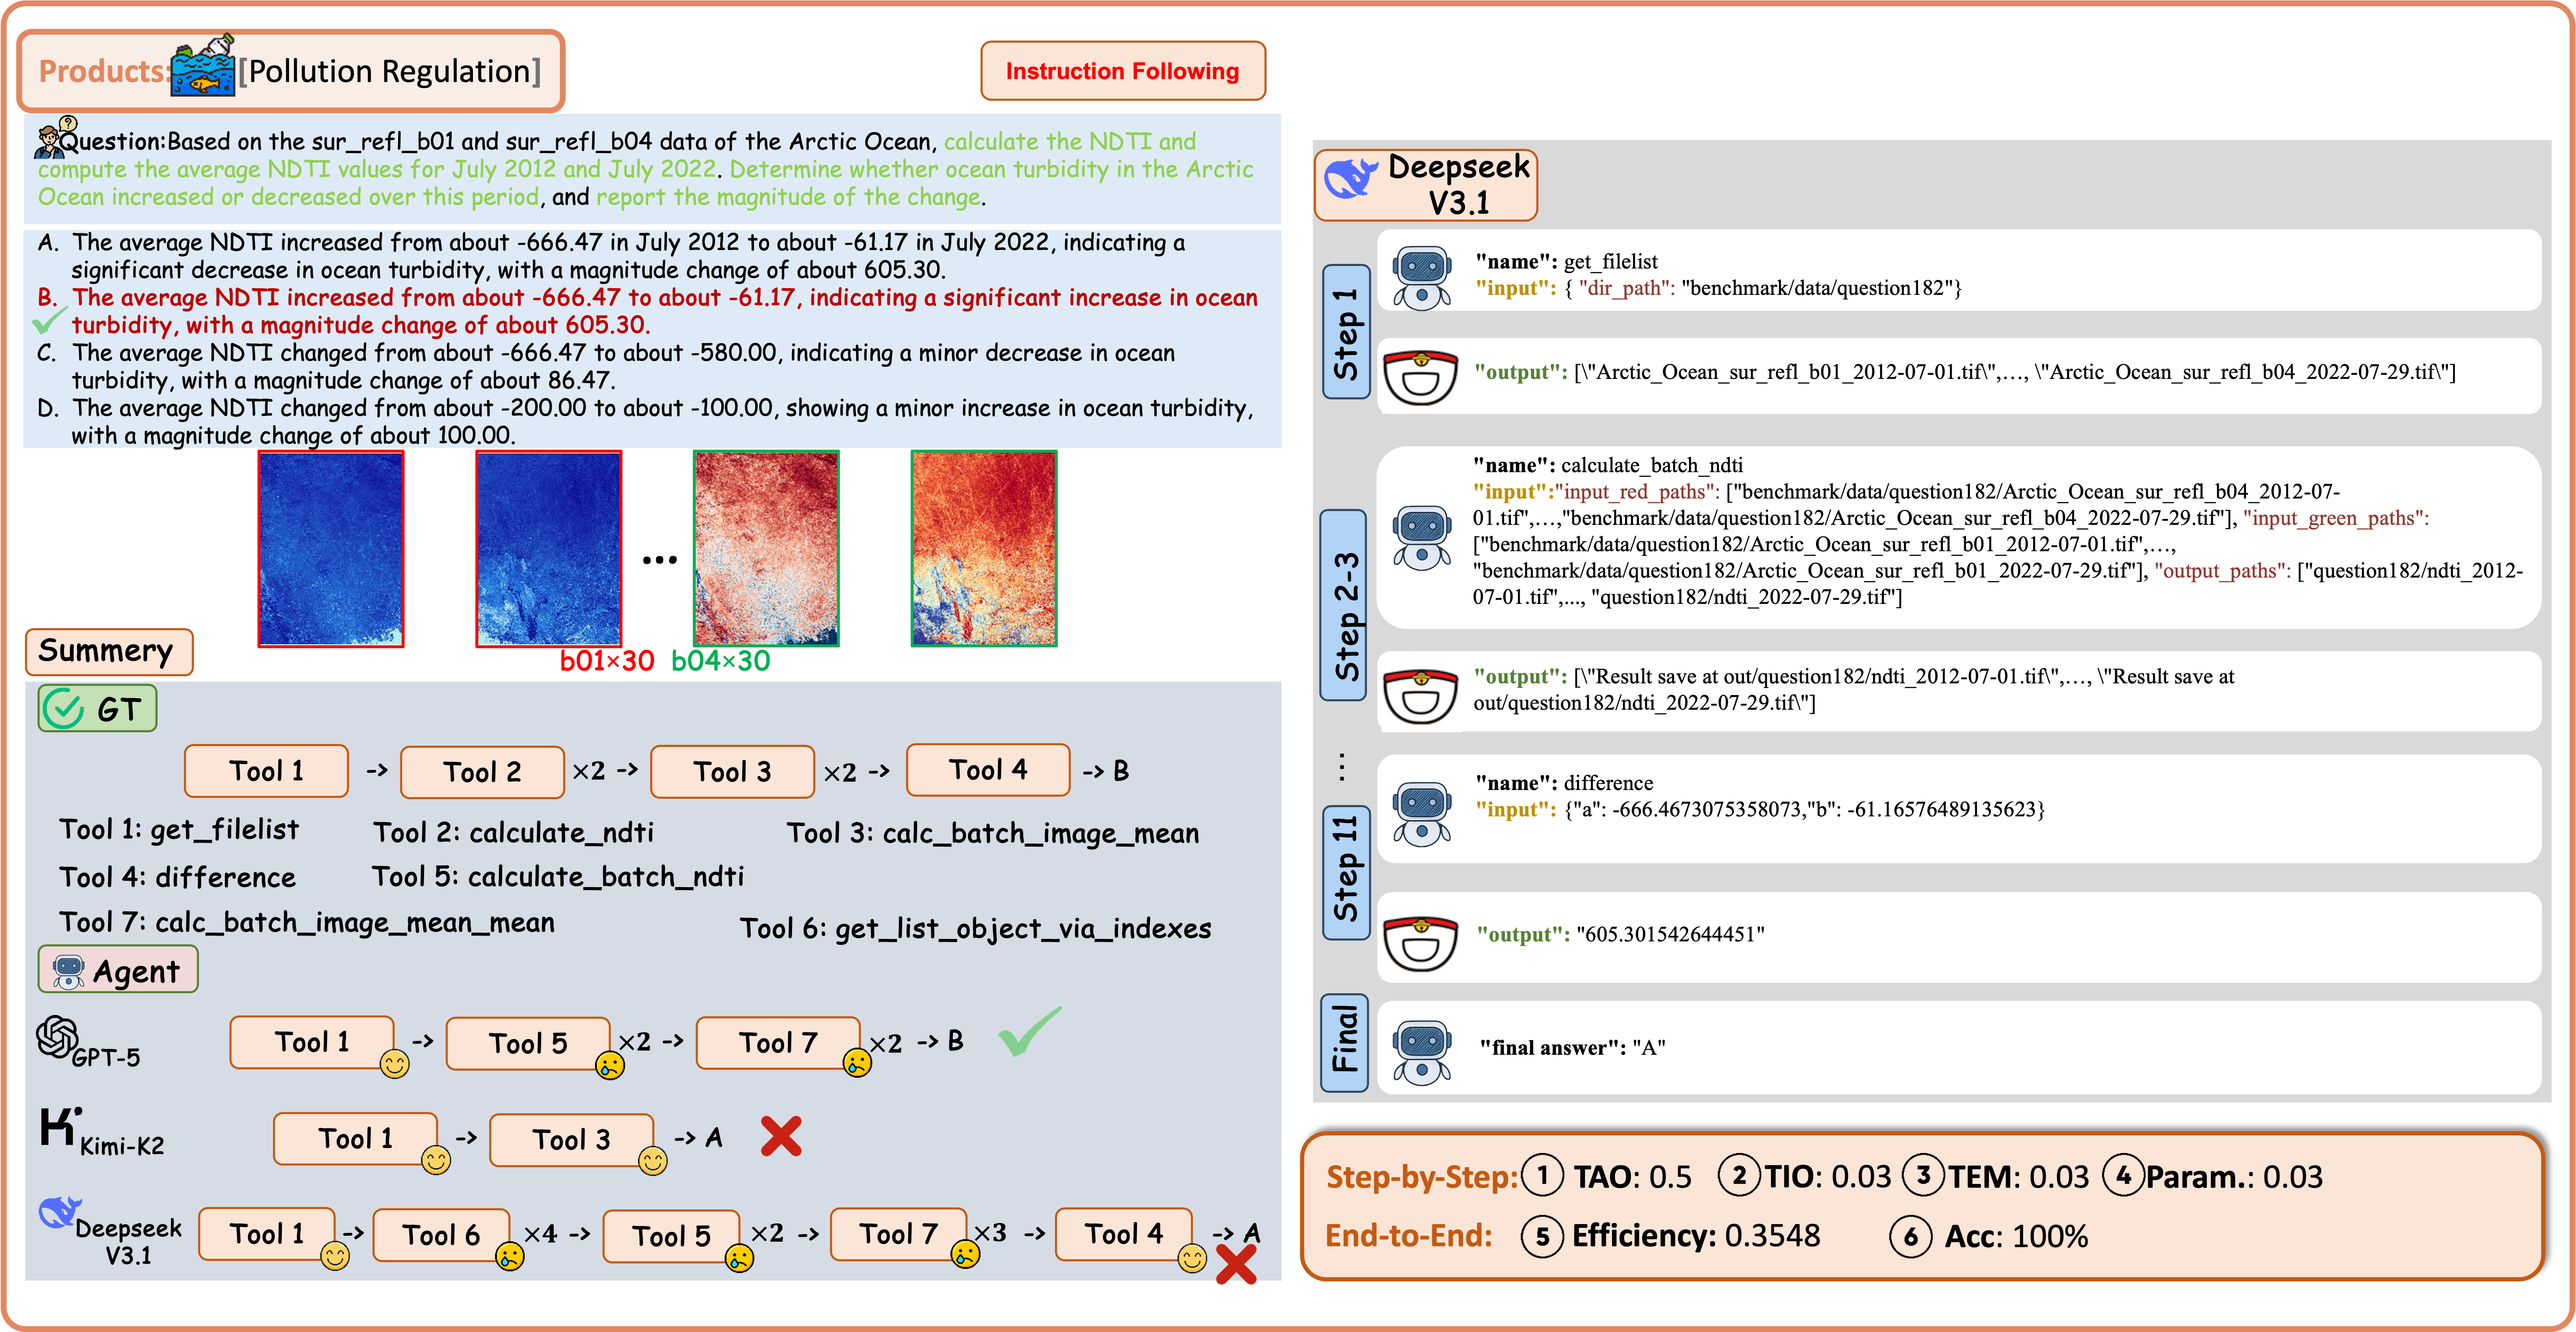 Products: [Pollution Regulation]
Instruction Following
Question:Based on the sur_refl_b01 and sur_refl_b04 data of the Arctic Ocean, calculate the NDTI and
compute the average NDTI values for July 2012 and July 2022. Determine whether ocean turbidity in the Arctic
Ocean increased or decreased over this period, and report the magnitude of the change.
A. The average NDTI increased from about -666.47 in July 2012 to about -61.17 in July 2022, indicating a
significant decrease in ocean turbidity, with a magnitude change of about 605.30.
B. The average NDTI increased from about -666.47 to about -61.17, indicating a significant increase in ocean
turbidity, with a magnitude change of about 605.30.
C. The average NDTI changed from about -666.47 to about -580.00, indicating a minor decrease in ocean
turbidity, with a magnitude change of about 86.47.
D. The average NDTI changed from about -200.00 to about -100.00, showing a minor increase in ocean turbidity,
with a magnitude change of about 100.00.
...
b01×30 b04×30
Summery
GT
Tool 1 -> Tool 2 ×2 -> Tool 3 ×2 -> Tool 4 -> B
Tool 1: get_filelist Tool 2: calculate_ndti Tool 3: calc_batch_image_mean
Tool 4: difference Tool 5: calculate_batch_ndti
Tool 7: calc_batch_image_mean_mean Tool 6: get_list_object_via_indexes
Agent
GPT-5 Tool 1 -> Tool 5 ×2 -> Tool 7 ×2 -> B
Kimi-K2 Tool 1 -> Tool 3 -> A
Deepseek
V3.1 Tool 1 -> Tool 6 ×4 -> Tool 5 ×2 -> Tool 7 ×3 -> Tool 4 -> A
Deepseek
V3.1
Step 1
"name": get_filelist
"input": { "dir_path": "benchmark/data/question182"}
"output": [\"Arctic_Ocean_sur_refl_b01_2012-07-01.tif\",…, \"Arctic_Ocean_sur_refl_b04_2022-07-29.tif\"]
Step 2-3
"name": calculate_batch_ndti
"input":"input_red_paths": ["benchmark/data/question182/Arctic_Ocean_sur_refl_b04_2012-07-
01.tif",…,"benchmark/data/question182/Arctic_Ocean_sur_refl_b04_2022-07-29.tif"], "input_green_paths":
["benchmark/data/question182/Arctic_Ocean_sur_refl_b01_2012-07-01.tif",…,
"benchmark/data/question182/Arctic_Ocean_sur_refl_b01_2022-07-29.tif"], "output_paths": ["question182/ndti_2012-
07-01.tif",..., "question182/ndti_2022-07-29.tif"]
"output": [\"Result save at out/question182/ndti_2012-07-01.tif\",…, \"Result save at
out/question182/ndti_2022-07-29.tif\"]
...
Step 11
"name": difference
"input": {"a": -666.4673075358073,"b": -61.16576489135623}
"output": "605.301542644451"
Final
"final answer": "A"
Step-by-Step: 1 TAO: 0.5 2 TIO: 0.03 3 TEM: 0.03 4 Param.: 0.03
End-to-End: 5 Efficiency: 0.3548 6 Acc: 100%